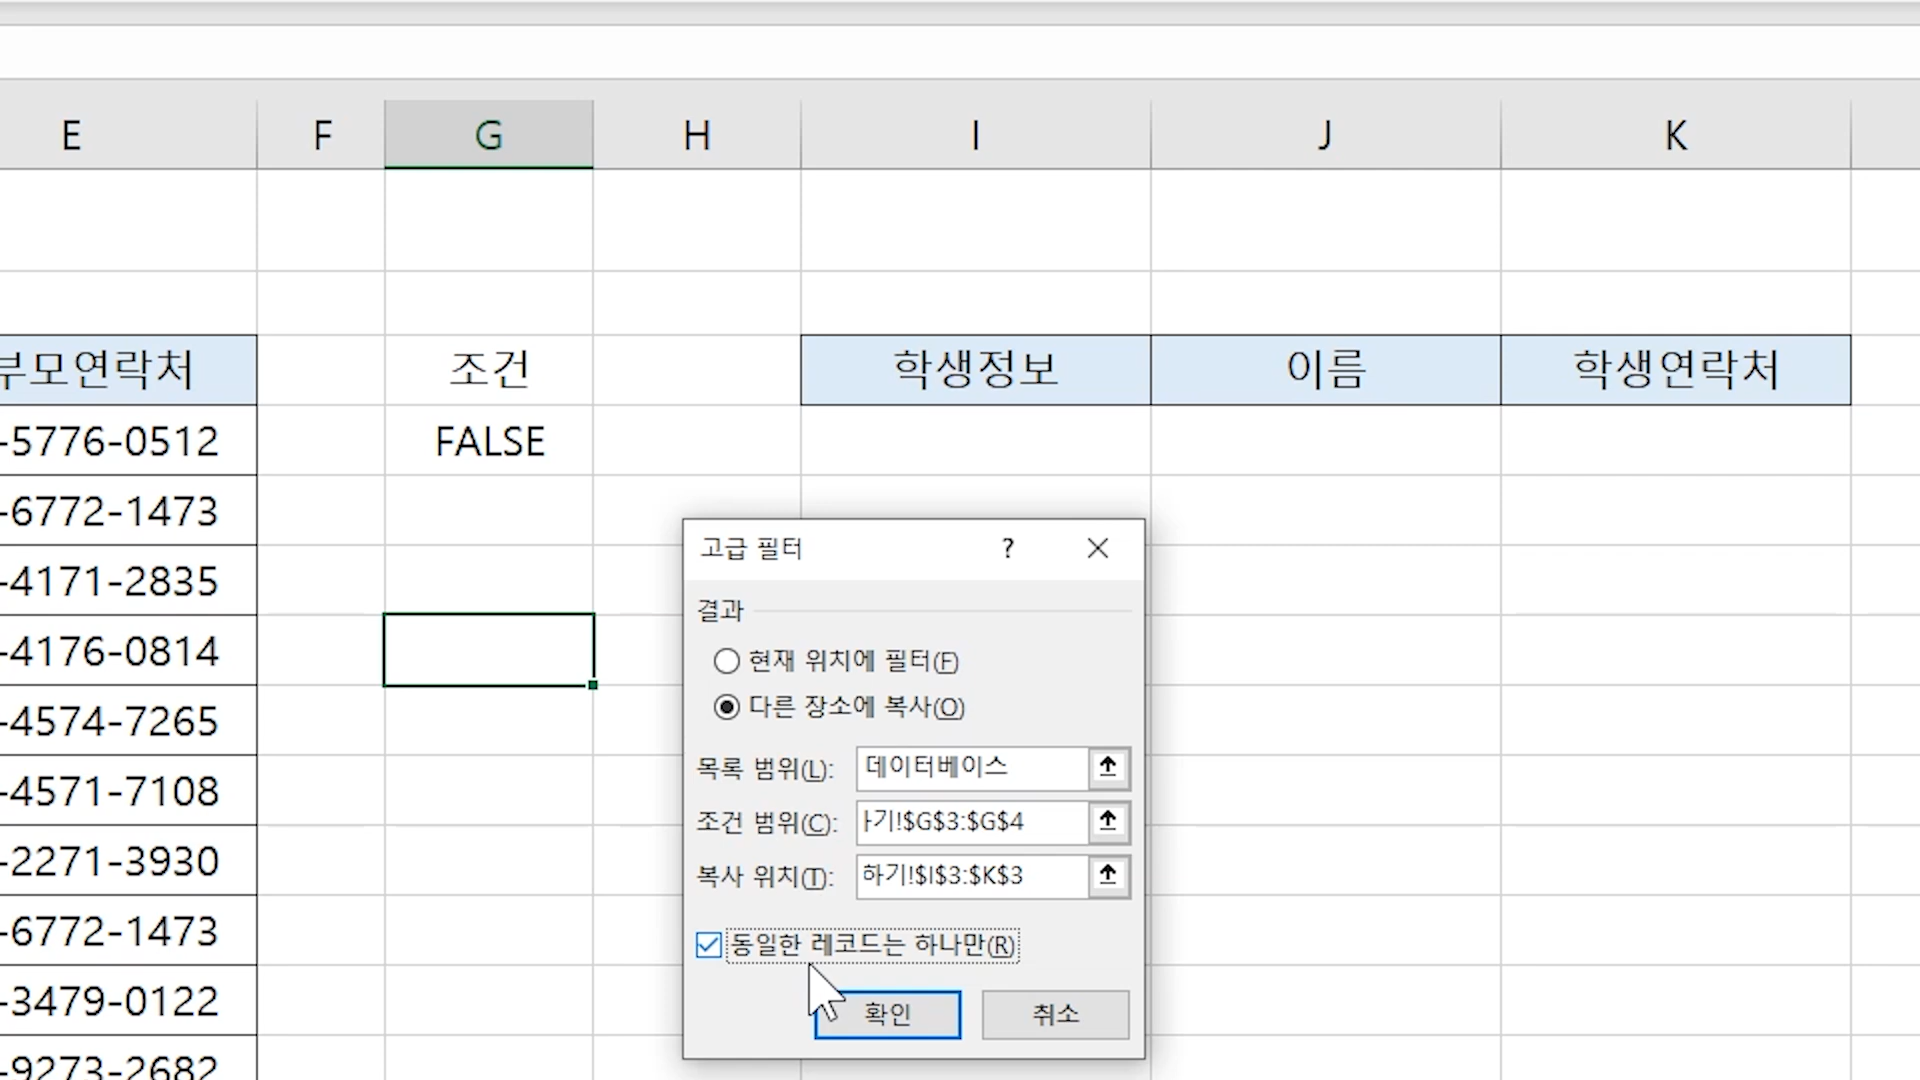 E F G H I J K
부모연락처 조건 학생정보 이름 학생연락처
-5776-0512 FALSE
-6772-1473
-4171-2835
-4176-0814
-4574-7265
-4571-7108
-2271-3930
-6772-1473
-3479-0122
-9273-2682
고급 필터 ?
결과
현재 위치에 필터(F)
다른 장소에 복사(O)
목록 범위(L): 데이터베이스
조건 범위(C): 기!$G$3:$G$4
복사 위치(T): 하기!$I$3:$K$3
동일한 레코드는 하나만(R)
확인 취소